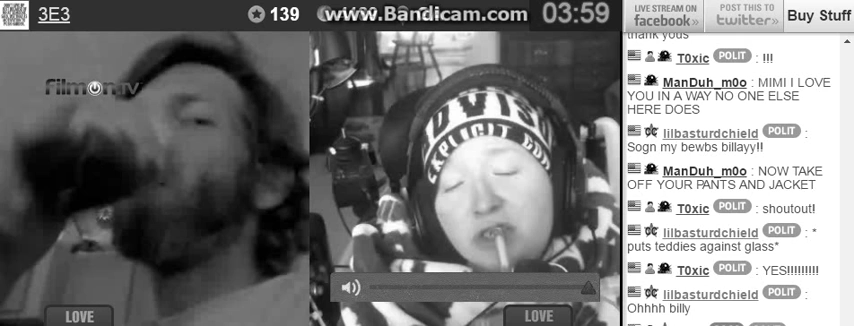 3E3
139
www.Bandicam.com
03:59
LIVE STREAM ON
facebook»
POST THIS TO
twitter»
Buy Stuff
filmon.TV
EXPLICIT
LOVE
LOVE
thank yous
T0xic POLIT : !!!
ManDuh_m0o : MIMI I LOVE
YOU IN A WAY NO ONE ELSE
HERE DOES
lilbasturdchield POLIT :
Sogn my bewbs billayy!!
ManDuh_m0o : NOW TAKE
OFF YOUR PANTS AND JACKET
T0xic POLIT : shoutout!
lilbasturdchield POLIT : *
puts teddies against glass*
T0xic POLIT : YES!!!!!!!!!
lilbasturdchield POLIT :
Ohhhh billy